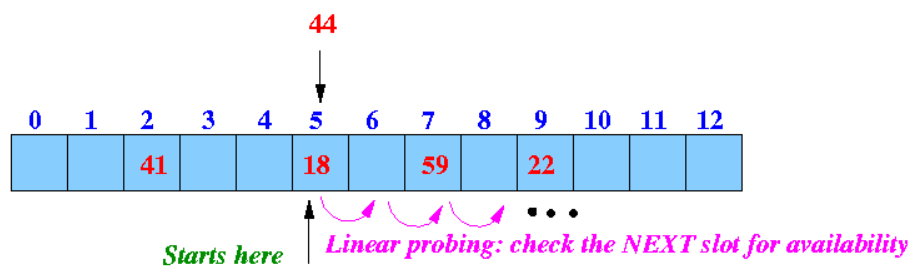 44
0 1 2 3 4 5 6 7 8 9 10 11 12
41 18 59 22
Linear probing: check the NEXT slot for availability
Starts here